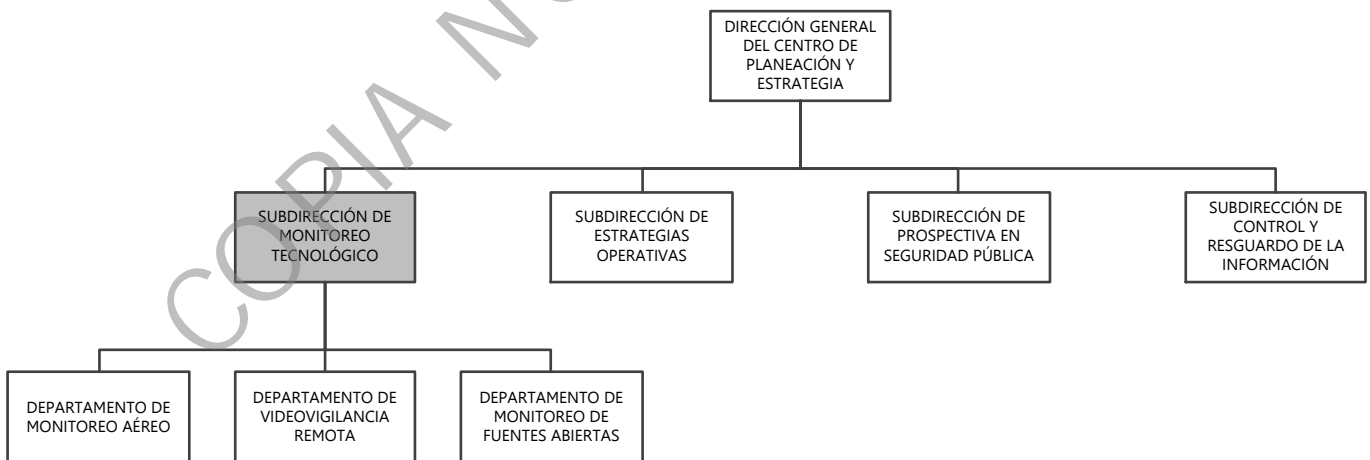 DIRECCIÓN GENERAL
DEL CENTRO DE
PLANEACIÓN Y
ESTRATEGIA
SUBDIRECCIÓN DE
MONITOREO
TECNOLÓGICO
SUBDIRECCIÓN DE
ESTRATEGIAS
OPERATIVAS
SUBDIRECCIÓN DE
PROSPECTIVA EN
SEGURIDAD PÚBLICA
SUBDIRECCIÓN DE
CONTROL Y
RESGUARDO DE LA
INFORMACIÓN
DEPARTAMENTO DE
MONITOREO AÉREO
DEPARTAMENTO DE
VIDEOVIGILANCIA
REMOTA
DEPARTAMENTO DE
MONITOREO DE
FUENTES ABIERTAS
COPIA N